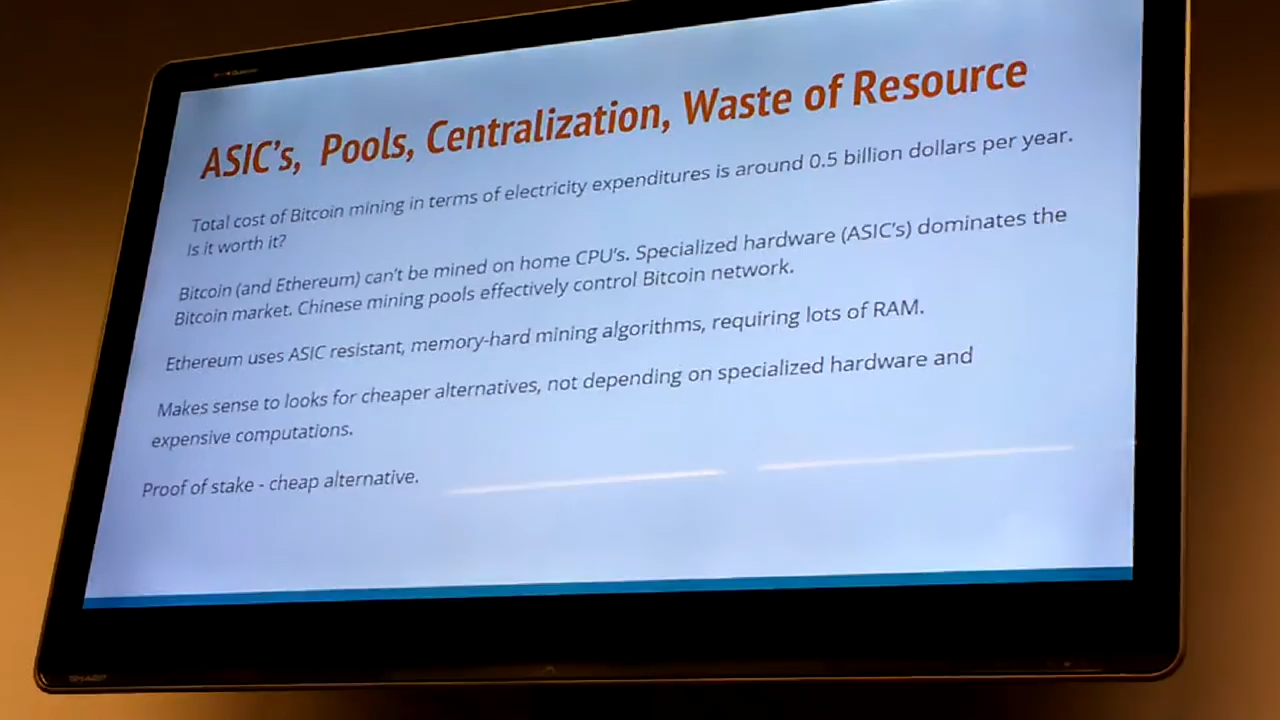 ASIC's, Pools, Centralization, Waste of Resource
Total cost of Bitcoin mining in terms of electricity expenditures is around 0.5 billion dollars per year.
Is it worth it?
Bitcoin (and Ethereum) can't be mined on home CPU's. Specialized hardware (ASIC's) dominates the
Bitcoin market. Chinese mining pools effectively control Bitcoin network.
Ethereum uses ASIC resistant, memory-hard mining algorithms, requiring lots of RAM.
Makes sense to looks for cheaper alternatives, not depending on specialized hardware and
expensive computations.
Proof of stake - cheap alternative.
SHARP